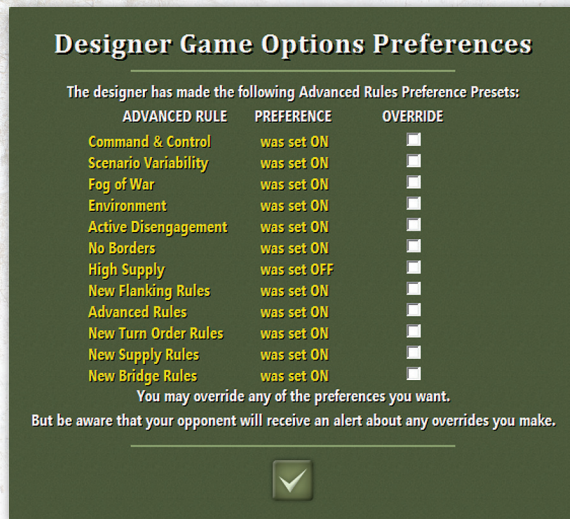 Designer Game Options Preferences
The designer has made the following Advanced Rules Preference Presets:
ADVANCED RULE PREFERENCE OVERRIDE
Command & Control was set ON
Scenario Variability was set ON
Fog of War was set ON
Environment was set ON
Active Disengagement was set ON
No Borders was set ON
High Supply was set OFF
New Flanking Rules was set ON
Advanced Rules was set ON
New Turn Order Rules was set ON
New Supply Rules was set ON
New Bridge Rules was set ON
You may override any of the preferences you want.
But be aware that your opponent will receive an alert about any overrides you make.